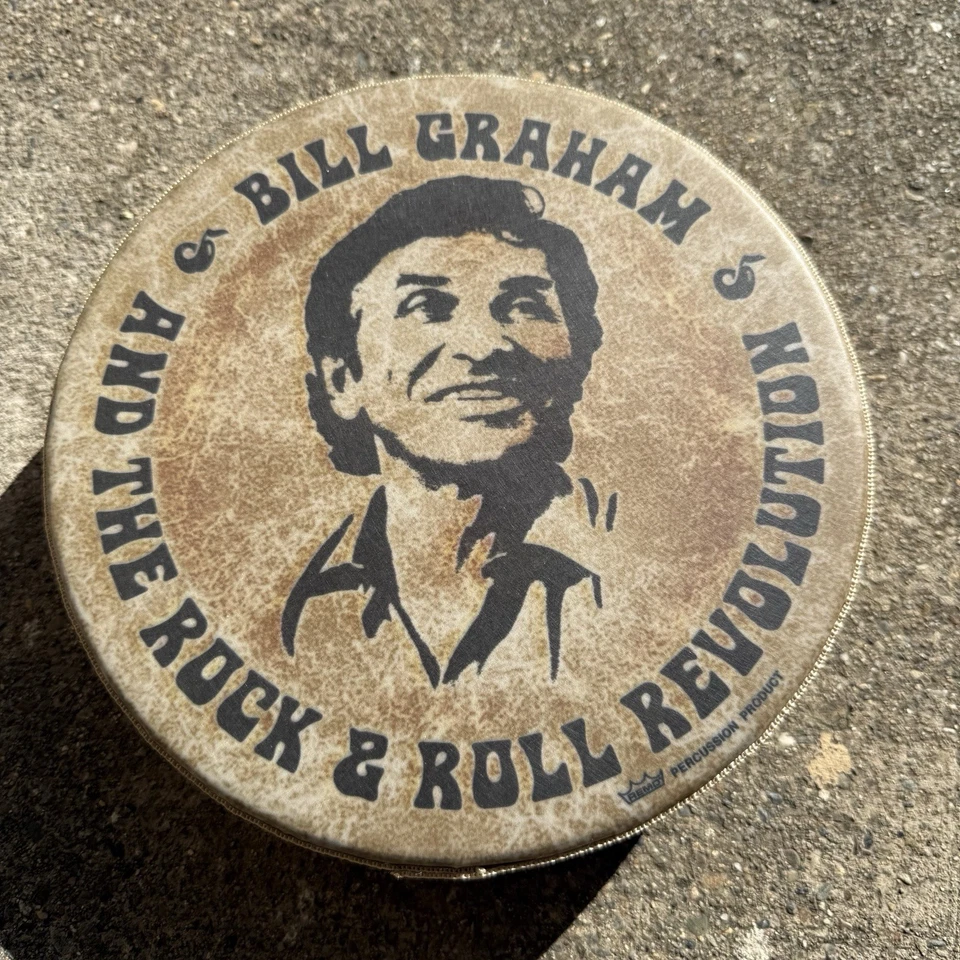 BILL GRAHAM
AND THE ROCK & ROLL REVOLUTION
REMO PERCUSSION PRODUCT